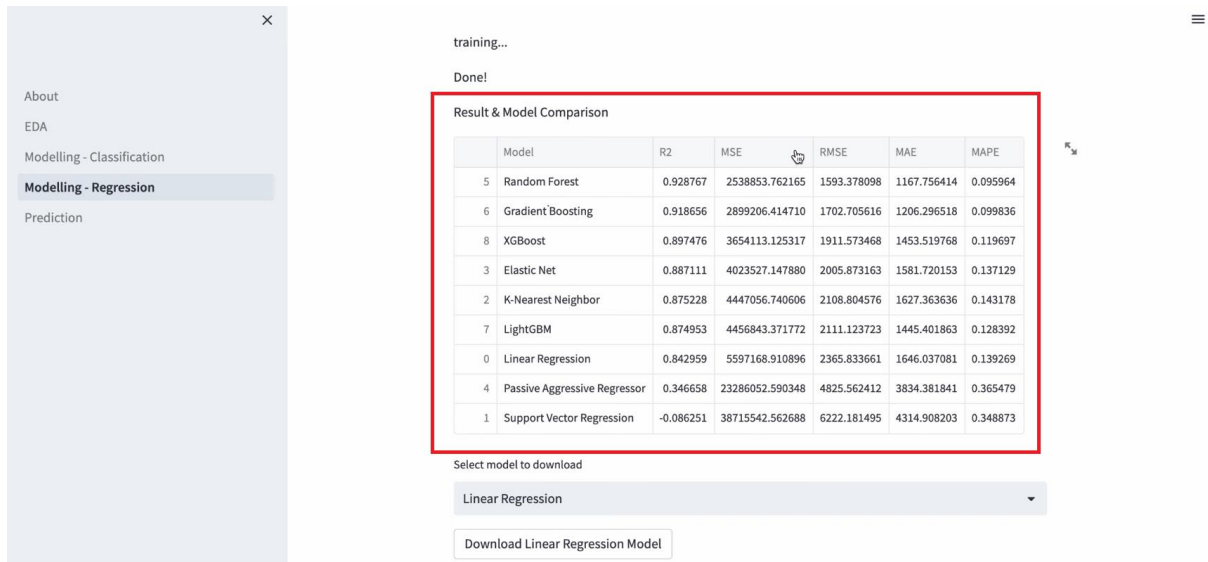 training...
Done!
About
EDA
Modelling - Classification
Modelling - Regression
Prediction
Result & Model Comparison
Model R2 MSE RMSE MAE MAPE
5 Random Forest 0.928767 2538853.762165 1593.378098 1167.756414 0.095964
6 Gradient Boosting 0.918656 2899206.414710 1702.705616 1206.296518 0.099836
8 XGBoost 0.897476 3654113.125317 1911.573468 1453.519768 0.119697
3 Elastic Net 0.887111 4023527.147880 2005.873163 1581.720153 0.137129
2 K-Nearest Neighbor 0.875228 4447056.740606 2108.804576 1627.363636 0.143178
7 LightGBM 0.874953 4456843.371772 2111.123723 1445.401863 0.128392
0 Linear Regression 0.842959 5597168.910896 2365.833661 1646.037081 0.139269
4 Passive Aggressive Regressor 0.346658 23286052.590348 4825.562412 3834.381841 0.365479
1 Support Vector Regression -0.086251 38715542.562688 6222.181495 4314.908203 0.348873
Select model to download
Linear Regression
Download Linear Regression Model